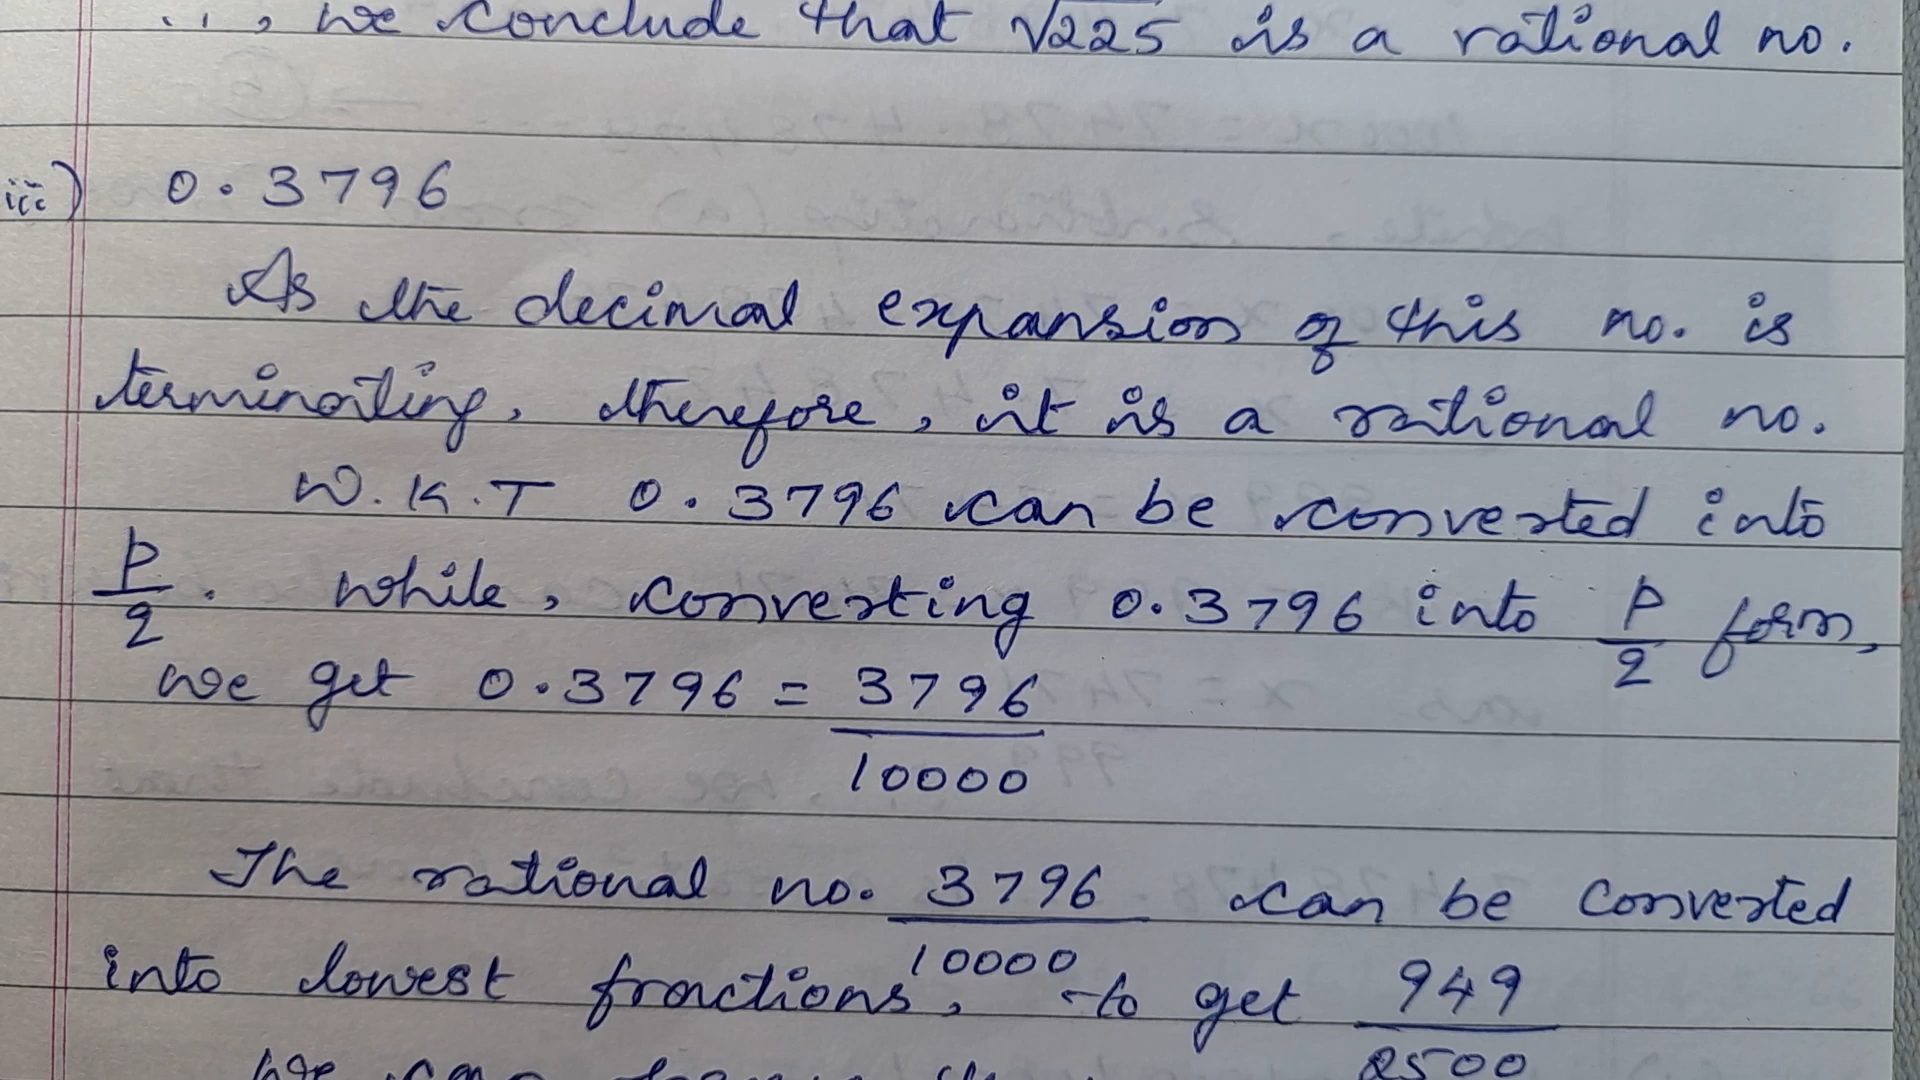 ∴, we conclude that √225 is a rational no.
iii) 0.3796
As the decimal expansion of this no. is
terminating, therefore, it is a rational no.
W.K.T 0.3796 can be converted into
p/q. While, converting 0.3796 into p/q form,
we get 0.3796 = 3796/10000
The rational no. 3796/10000 can be converted
into lowest fractions, to get 949/2500
We can